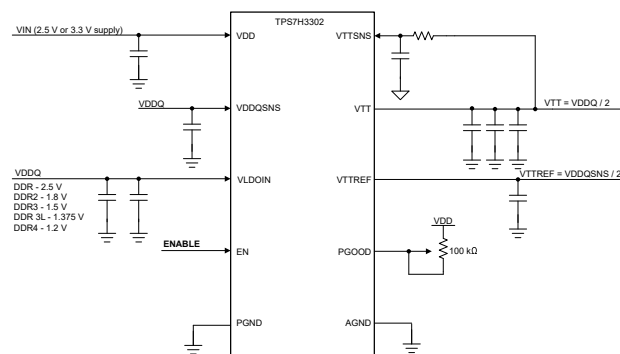 TPS7H3302
VIN (2.5 V or 3.3 V supply)
VDD
VTTSNS
VDDQ
VDDQSNS
VTT
VTT = VDDQ / 2
VDDQ
VLDOIN
VTTREF
VTTREF = VDDQSNS / 2
DDR - 2.5 V
DDR2 - 1.8 V
DDR3 - 1.5 V
DDR 3L - 1.375 V
DDR4 - 1.2 V
VDD
ENABLE
EN
PGOOD
100 kΩ
PGND
AGND